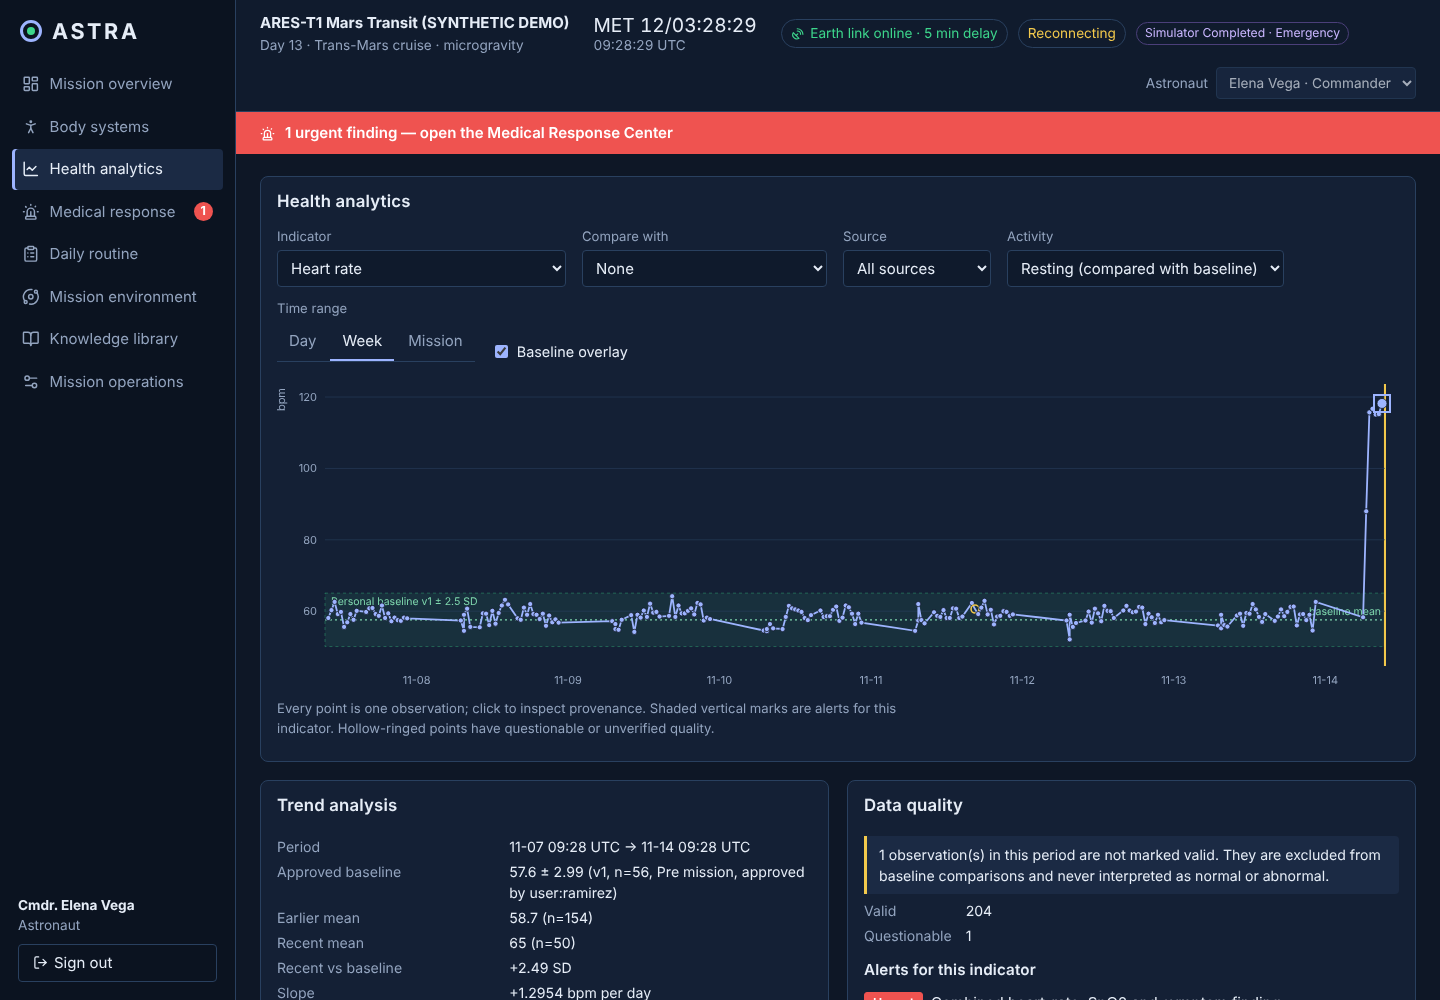 ASTRA
Mission overview
Body systems
Health analytics
Medical response 1
Daily routine
Mission environment
Knowledge library
Mission operations
Cmdr. Elena Vega
Astronaut
Sign out
ARES-T1 Mars Transit (SYNTHETIC DEMO)
Day 13 · Trans-Mars cruise · microgravity
MET 12/03:28:29
09:28:29 UTC
Earth link online · 5 min delay
Reconnecting
Simulator Completed · Emergency
Astronaut Elena Vega · Commander
1 urgent finding — open the Medical Response Center
Health analytics
Indicator Compare with Source Activity
Heart rate None All sources Resting (compared with baseline)
Time range
Day Week Mission Baseline overlay
bpm
120
100
80
60
Personal baseline v1 ± 2.5 SD
baseline mean
11-08 11-09 11-10 11-11 11-12 11-13 11-14
Every point is one observation; click to inspect provenance. Shaded vertical marks are alerts for this
indicator. Hollow-ringed points have questionable or unverified quality.
Trend analysis
Period 11-07 09:28 UTC → 11-14 09:28 UTC
Approved baseline 57.6 ± 2.99 (v1, n=56, Pre mission, approved
by user:ramirez)
Earlier mean 58.7 (n=154)
Recent mean 65 (n=50)
Recent vs baseline +2.49 SD
Slope +1.2954 bpm per day
Data quality
1 observation(s) in this period are not marked valid. They are excluded from
baseline comparisons and never interpreted as normal or abnormal.
Valid 204
Questionable 1
Alerts for this indicator